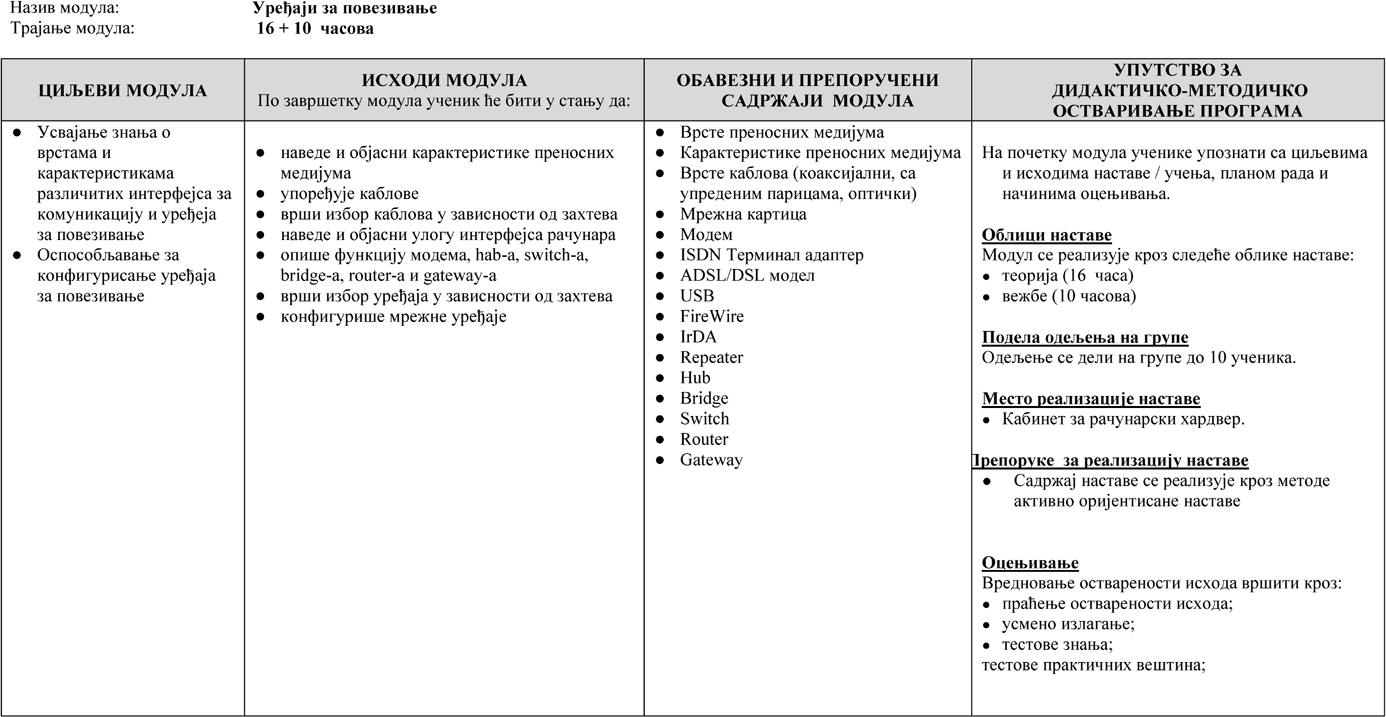 Назив модула: Уређаји за повезивање
Трајање модула: 16 + 10 часова
ЦИЉЕВИ МОДУЛА
ИСХОДИ МОДУЛА
По завршетку модула ученик ће бити у стању да:
ОБАВЕЗНИ И ПРЕПОРУЧЕНИ
САДРЖАЈИ МОДУЛА
УПУТСТВО ЗА
ДИДАКТИЧКО-МЕТОДИЧКО
ОСТВАРИВАЊЕ ПРОГРАМА
● Усвајање знања о
врстама и
карактеристикама
различитих интерфејса за
комуникацију и уређеја
за повезивање
● Оспособљавање за
конфигурисање уређаја
за повезивање
● наведе и објасни карактеристике преносних
медијума
● упоређује каблове
● врши избор каблова у зависности од захтева
● наведе и објасни улогу интерфејса рачунара
● опише функцију модема, hab-a, switch-a,
bridge-a, router-a и gateway-a
● врши избор уређаја у зависности од захтева
● конфигурише мрежне уређаје
● Врсте преносних медијума
● Карактеристике преносних медијума
● Врсте каблова (коаксијални, са
упреденим парицама, оптички)
● Мрежна картица
● Модем
● ISDN Терминал адаптер
● ADSL/DSL модел
● USB
● FireWire
● IrDA
● Repeater
● Hub
● Bridge
● Switch
● Router
● Gateway
На почетку модула ученике упознати са циљевима
и исходима наставе / учења, планом рада и
начинима оцењивања.
Облици наставе
Модул се реализује кроз следеће облике наставе:
● теорија (16 часа)
● вежбе (10 часова)
Подела одељења на групе
Одељење се дели на групе до 10 ученика.
Место реализације наставе
● Кабинет за рачунарски хардвер.
Препоруке за реализацију наставе
● Садржај наставе се реализује кроз методе
активно оријентисане наставе
Оцењивање
Вредновање остварености исхода вршити кроз:
● праћење остварености исхода;
● усмено излагање;
● тестове знања;
тестове практичних вештина;